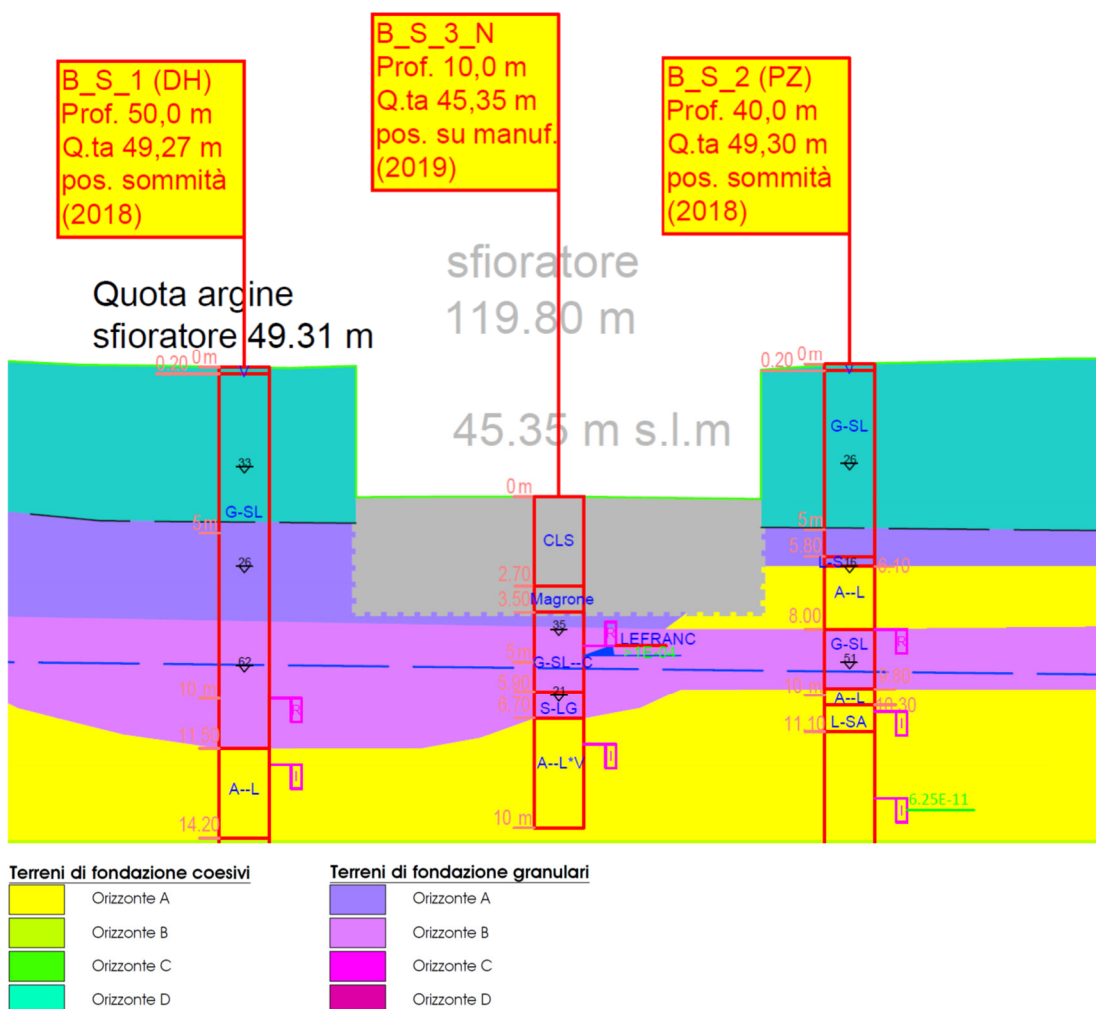 B_S_1 (DH)
Prof. 50,0 m
Q.ta 49,27 m
pos. sommità
(2018)
B_S_3_N
Prof. 10,0 m
Q.ta 45,35 m
pos. su manuf.
(2019)
B_S_2 (PZ)
Prof. 40,0 m
Q.ta 49,30 m
pos. sommità
(2018)
Quota argine
sfioratore 49.31 m
sfioratore
119.80 m
45.35 m s.l.m
0 m
0.20
V
33
G-SL
5 m
26
62
10 m
R
11.50
I
A--L
14.20
0 m
CLS
2.70
Magrone
3.50
35
R
LEFRANC
5 m
G-SL--C
5.90
21
S-LG
6.70
A--L*V
I
10 m
0 m
0.20
V
G-SL
26
5 m
5.80
16
6.10
A--L
8.00
G-SL
R
51
9.80
10 m
A--L
10.30
L-SA
I
11.10
6.25E-11
I
Terreni di fondazione coesivi
Orizzonte A
Orizzonte B
Orizzonte C
Orizzonte D
Terreni di fondazione granulari
Orizzonte A
Orizzonte B
Orizzonte C
Orizzonte D